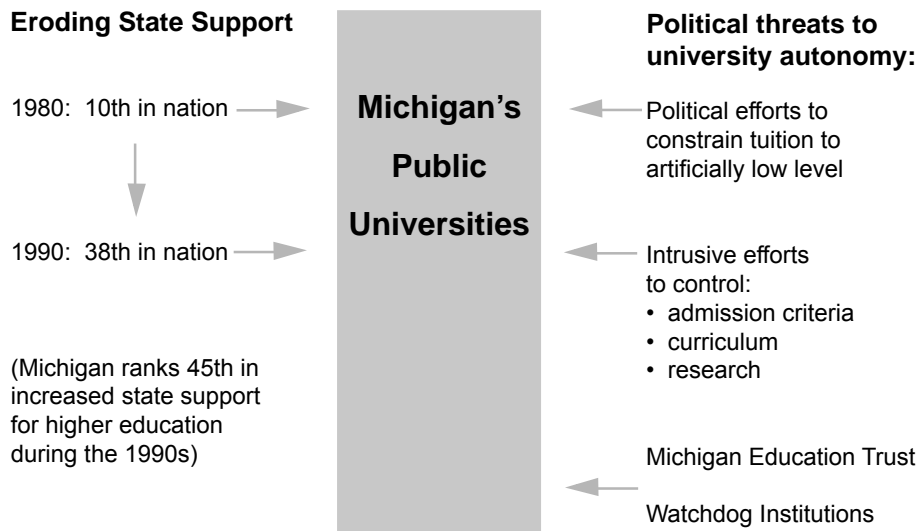 Eroding State Support
1980: 10th in nation
1990: 38th in nation
(Michigan ranks 45th in
increased state support
for higher education
during the 1990s)
Michigan's
Public
Universities
Political threats to
university autonomy:
Political efforts to
constrain tuition to
artificially low level
Intrusive efforts
to control:
• admission criteria
• curriculum
• research
Michigan Education Trust
Watchdog Institutions